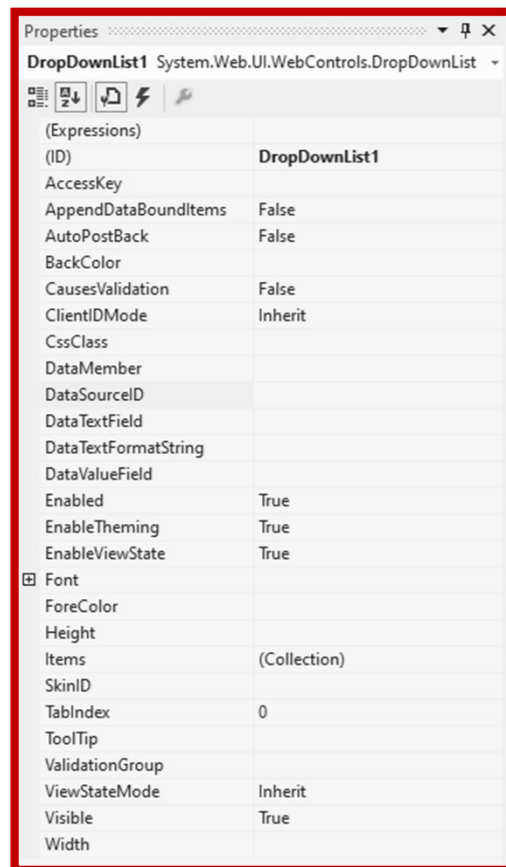 Properties
DropDownList1 System.Web.UI.WebControls.DropDownList
(Expressions)
(ID) DropDownList1
AccessKey
AppendDataBoundItems False
AutoPostBack False
BackColor
CausesValidation False
ClientIDMode Inherit
CssClass
DataMember
DataSourceID
DataTextField
DataTextFormatString
DataValueField
Enabled True
EnableTheming True
EnableViewState True
Font
ForeColor
Height
Items (Collection)
SkinID
TabIndex 0
ToolTip
ValidationGroup
ViewStateMode Inherit
Visible True
Width